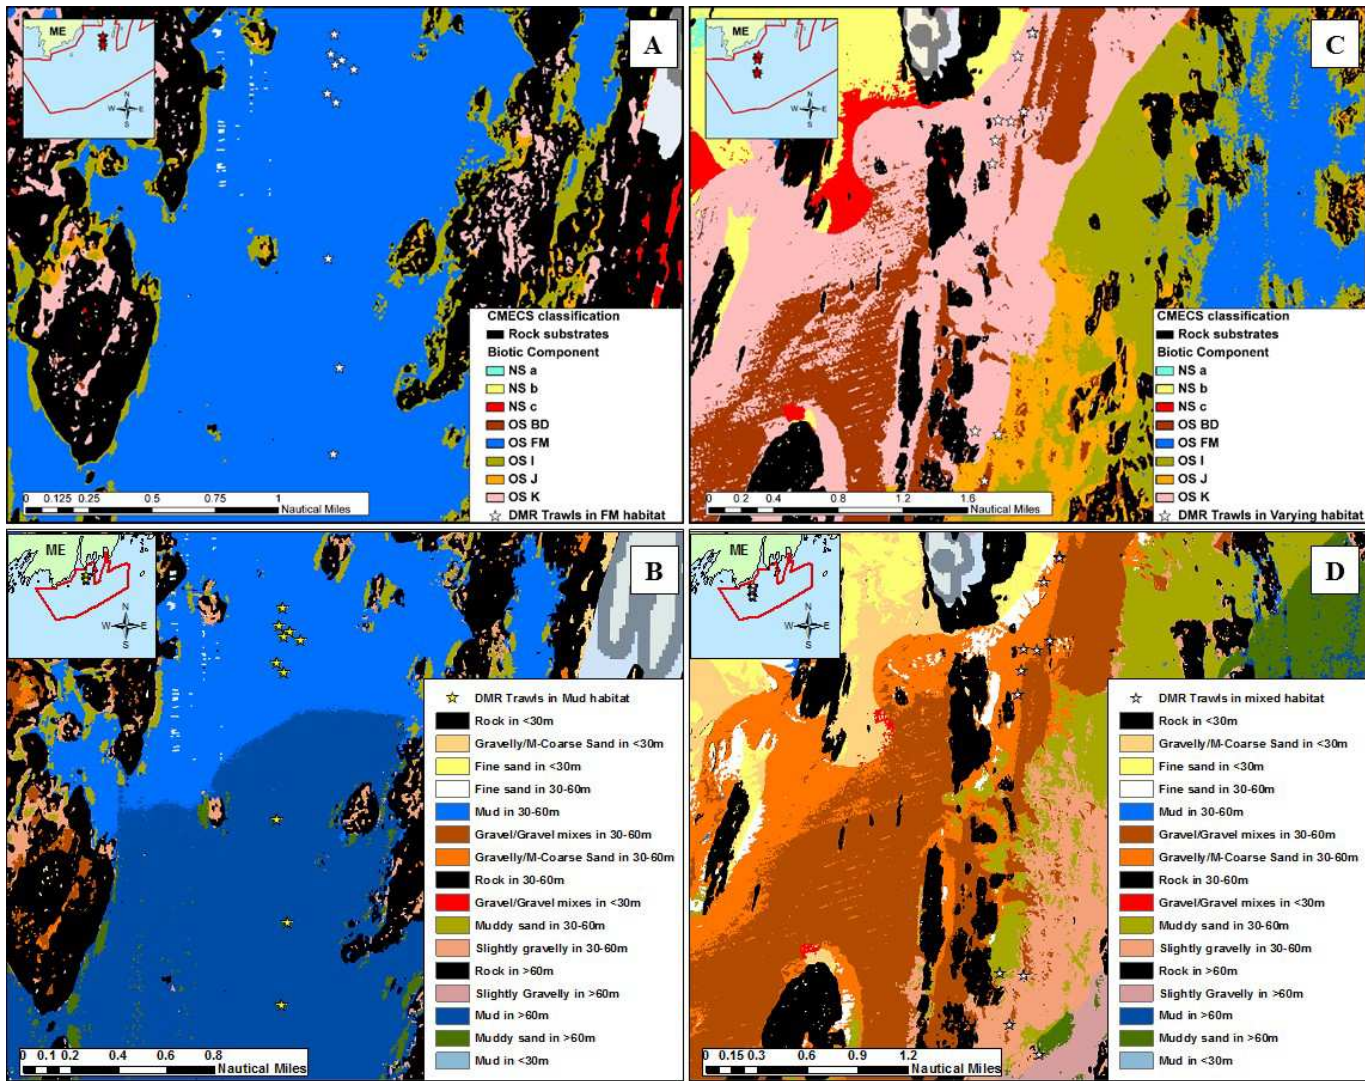 ME
A
N
W E
S
CMECS classification
Rock substrates
Biotic Component
NS a
NS b
NS c
OS BD
OS FM
OS I
OS J
OS K
DMR Trawls in FM habitat
0 0.125 0.25 0.5 0.75 1
Nautical Miles
ME
C
N
W E
S
CMECS classification
Rock substrates
Biotic Component
NS a
NS b
NS c
OS BD
OS FM
OS I
OS J
OS K
DMR Trawls in Varying habitat
0 0.2 0.4 0.8 1.2 1.6
Nautical Miles
ME
B
N
W E
S
DMR Trawls in Mud habitat
Rock in <30m
Gravelly/M-Coarse Sand in <30m
Fine sand in <30m
Fine sand in 30-60m
Mud in 30-60m
Gravel/Gravel mixes in 30-60m
Gravelly/M-Coarse Sand in 30-60m
Rock in 30-60m
Gravel/Gravel mixes in <30m
Muddy sand in 30-60m
Slightly gravelly in 30-60m
Rock in >60m
Slightly Gravelly in >60m
Mud in >60m
Muddy sand in >60m
Mud in <30m
0 0.1 0.2 0.4 0.6 0.8
Nautical Miles
ME
D
N
W E
S
DMR Trawls in mixed habitat
Rock in <30m
Gravelly/M-Coarse Sand in <30m
Fine sand in <30m
Fine sand in 30-60m
Mud in 30-60m
Gravel/Gravel mixes in 30-60m
Gravelly/M-Coarse Sand in 30-60m
Rock in 30-60m
Gravel/Gravel mixes in <30m
Muddy sand in 30-60m
Slightly gravelly in 30-60m
Rock in >60m
Slightly Gravelly in >60m
Mud in >60m
Muddy sand in >60m
Mud in <30m
0 0.15 0.3 0.6 0.9 1.2
Nautical Miles